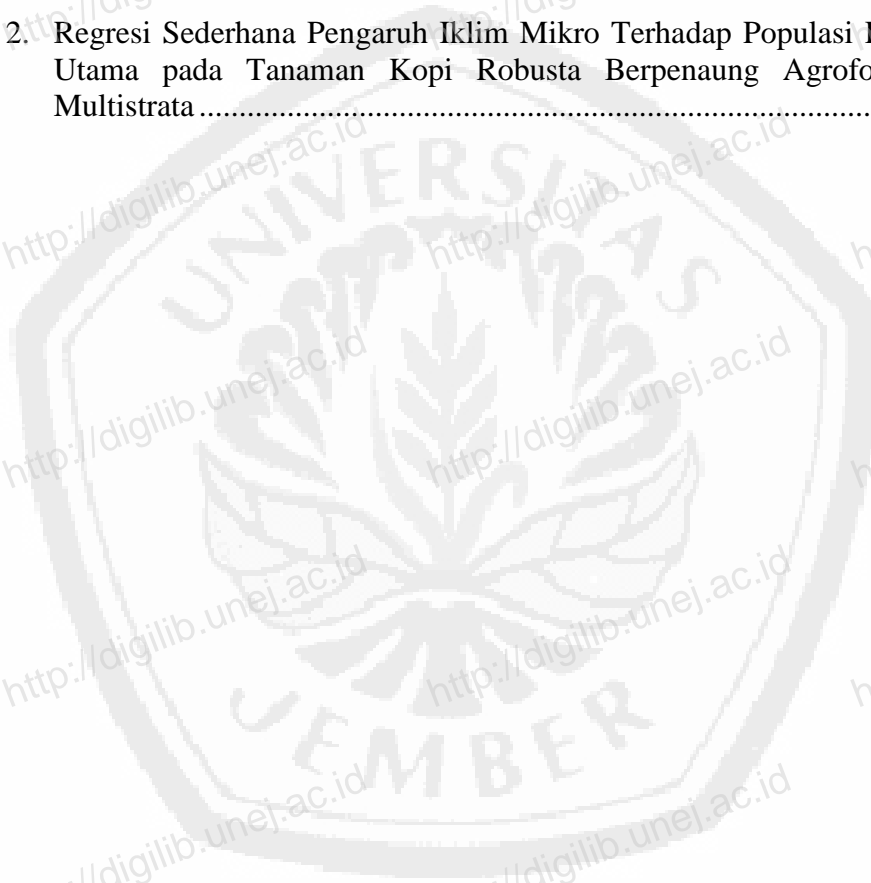 2. Regresi Sederhana Pengaruh Iklim Mikro Terhadap Populasi
Utama pada Tanaman Kopi Robusta Berpenaung
Multistrata ....................................................................................
http://digilib.unej.ac.id
http://digilib.unej.ac.id
UNIVERSITAS
http://digilib.unej.ac.id
http://digilib.unej.ac.id
http://digilib.unej.ac.id
http://digilib.unej.ac.id
JEMBER
://digilib.unej.ac.id
://digilib.unej.ac.id